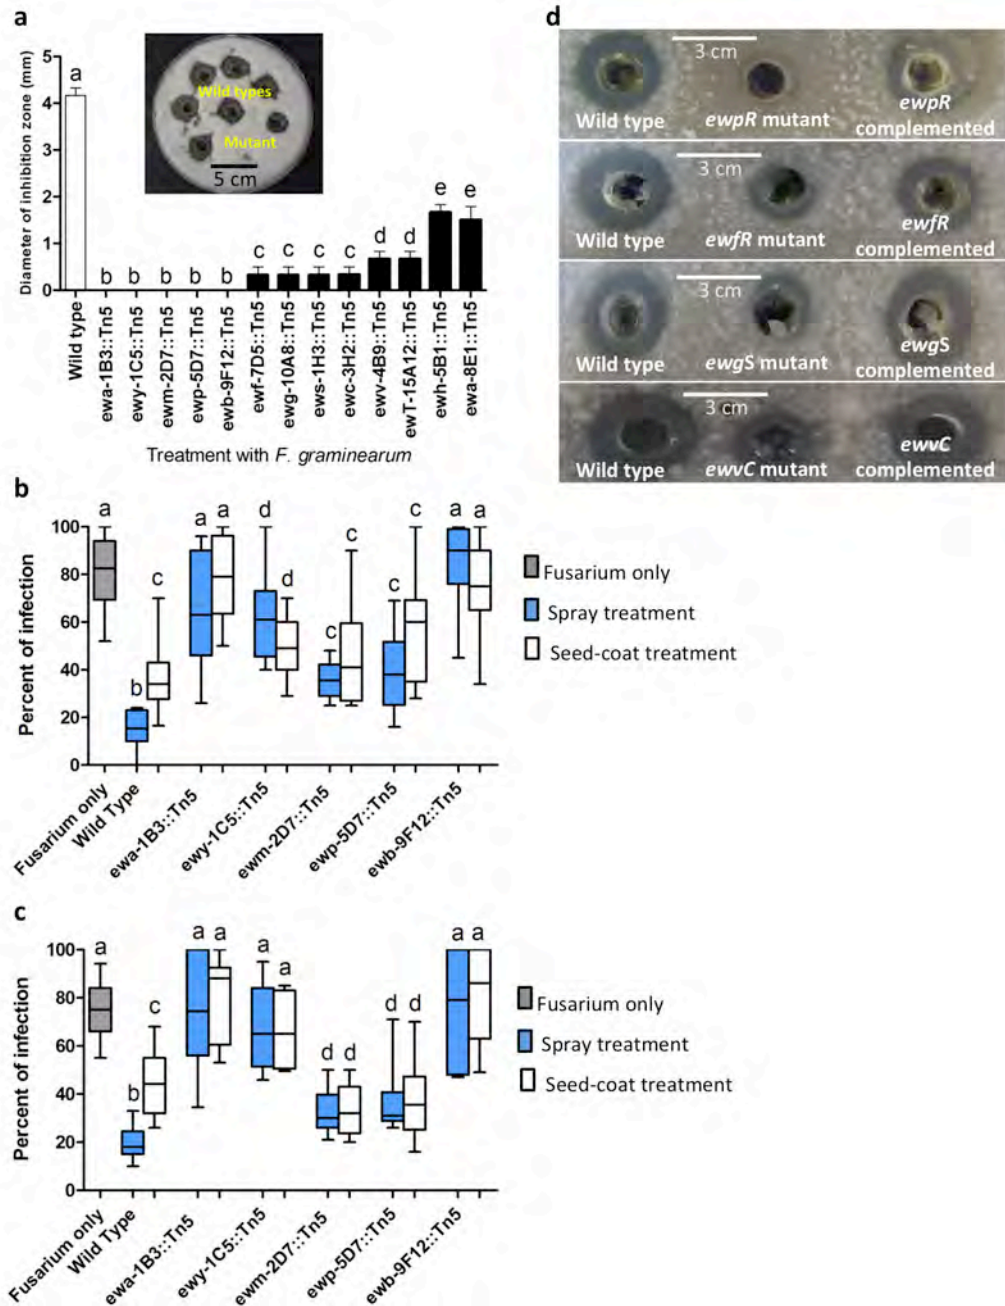 a
Diameter of inhibition zone (mm)
5
4
3
2
1
0
a
b
b
b
b
b
c
c
c
c
d
d
e
e
Wild types
Mutant
5 cm
Wild type
ewa-1B3::Tn5
ewy-1C5::Tn5
ewm-2D7::Tn5
ewp-5D7::Tn5
ewb-9F12::Tn5
ewf-7D5::Tn5
ewg-10A8::Tn5
ews-1H3::Tn5
ewc-3H2::Tn5
ewv-4B9::Tn5
ewT-15A12::Tn5
ewh-5B1::Tn5
ewa-8E1::Tn5
Treatment with F. graminearum
d
3 cm
Wild type
ewpR mutant
ewpR
complemented
3 cm
Wild type
ewfR mutant
ewfR
complemented
3 cm
Wild type
ewgS mutant
ewgS
complemented
3 cm
Wild type
ewvC mutant
ewvC
complemented
b
Percent of infection
100
80
60
40
20
0
a
b
c
a
a
d
d
c
c
c
c
a
a
Fusarium only
Wild Type
ewa-1B3::Tn5
ewy-1C5::Tn5
ewm-2D7::Tn5
ewp-5D7::Tn5
ewb-9F12::Tn5
Fusarium only
Spray treatment
Seed-coat treatment
c
Percent of infection
100
80
60
40
20
0
a
b
c
a
a
a
a
d
d
d
d
a
a
Fusarium only
Wild Type
ewa-1B3::Tn5
ewy-1C5::Tn5
ewm-2D7::Tn5
ewp-5D7::Tn5
ewb-9F12::Tn5
Fusarium only
Spray treatment
Seed-coat treatment